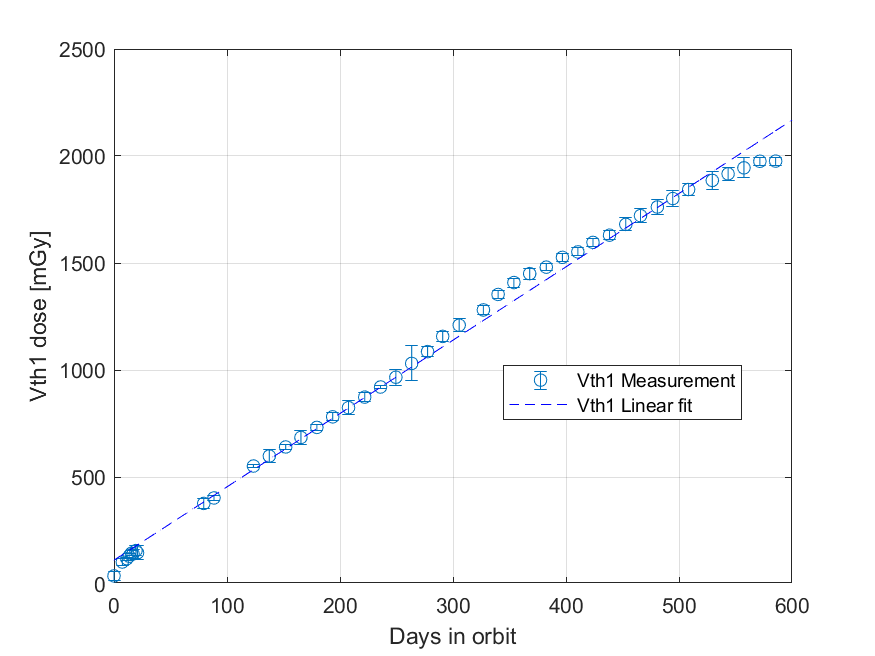 2500
2000
1500
1000
500
0
Vth1 dose [mGy]
Vth1 Measurement
Vth1 Linear fit
0 100 200 300 400 500 600
Days in orbit